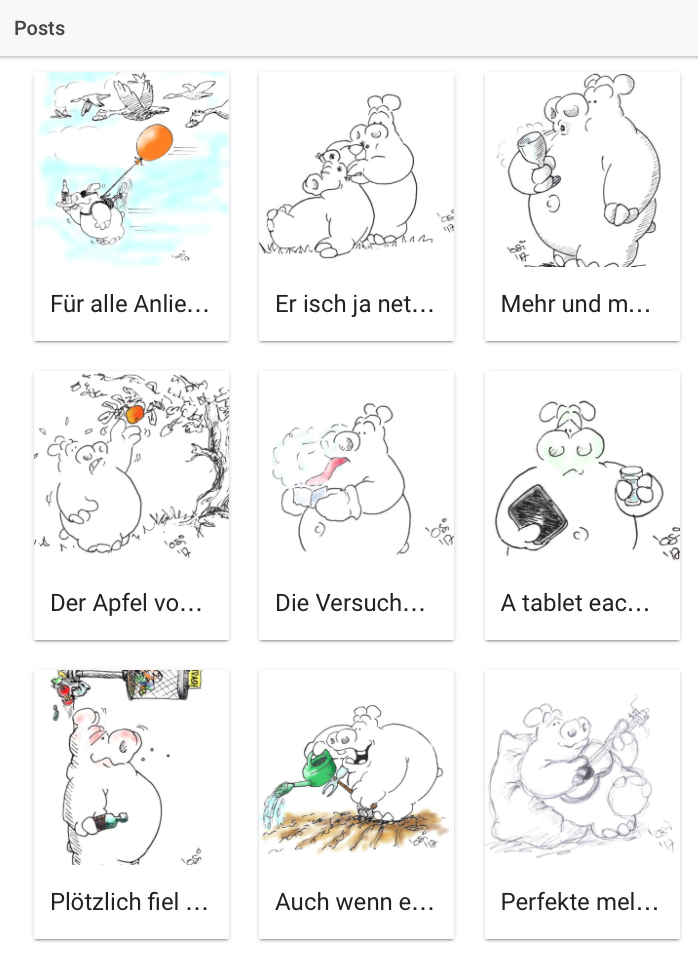 Posts
Für alle Anlie...
Er isch ja net...
Mehr und m...
Der Apfel vo...
Die Versuch...
A tablet eac...
Plötzlich fiel ...
Auch wenn e...
Perfekte mel...